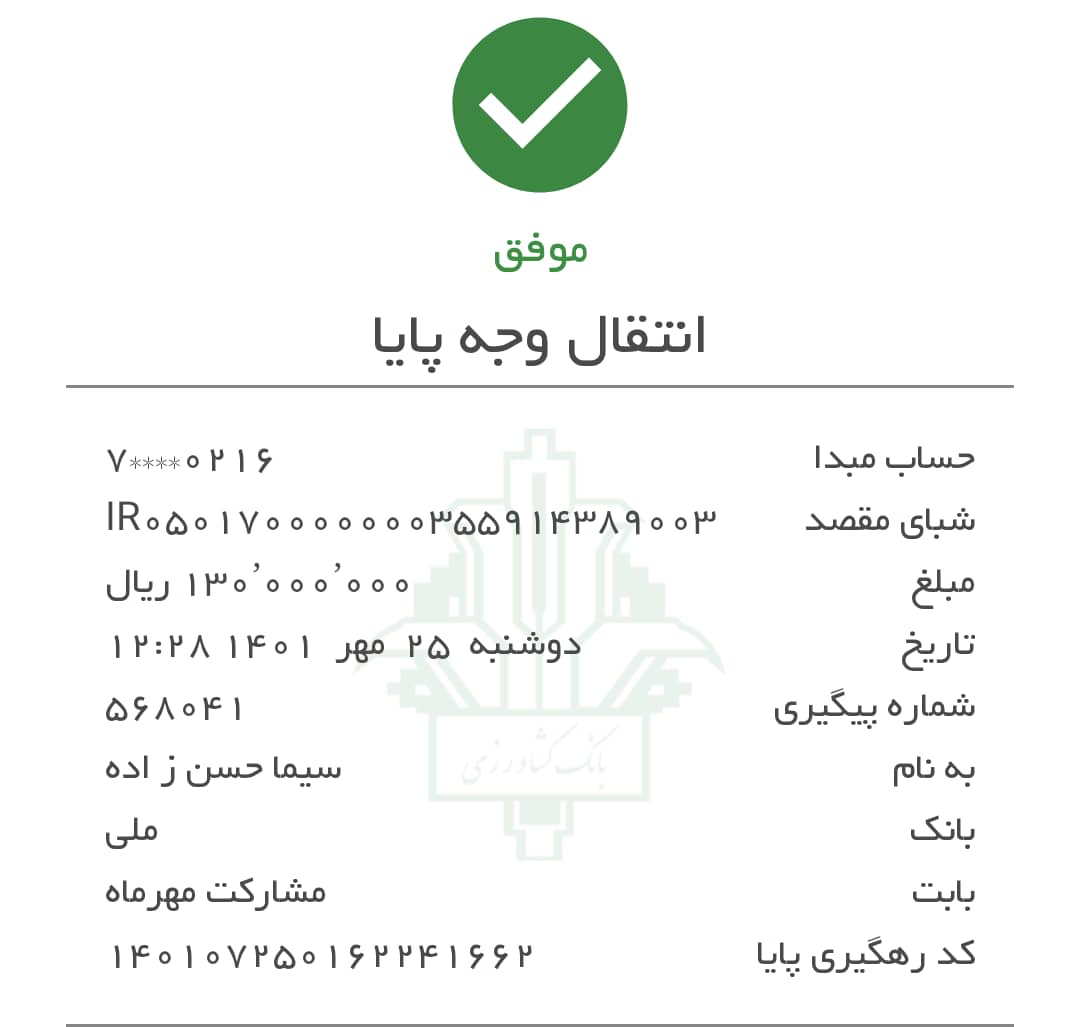 موفق
انتقال وجه پایا
حساب مبدا ۷****۰۲۱۶
شبای مقصد IR۰۵۰۱۷۰۰۰۰۰۰۰۳۵۵۹۱۴۳۸۹۰۰۳
مبلغ ۱۳۰٬۰۰۰٬۰۰۰ ریال
تاریخ دوشنبه ۲۵ مهر ۱۴۰۱ ۱۲:۲۸
شماره پیگیری ۵۶۸۰۴۱
به نام سیما حسن ز اده
بانک ملی
بابت مشارکت مهرماه
کد رهگیری پایا ۱۴۰۱۰۷۲۵۰۱۶۲۲۴۱۶۶۲
بانک کشاورزی